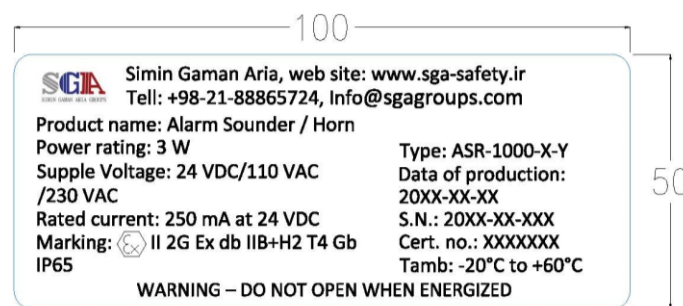 100
SGA
SIMIN GAMAN ARIA GROUPS
Simin Gaman Aria, web site: www.sga-safety.ir
Tell: +98-21-88865724, Info@sgagroups.com
Product name: Alarm Sounder / Horn
Power rating: 3 W
Supple Voltage: 24 VDC/110 VAC
/230 VAC
Rated current: 250 mA at 24 VDC
Marking: Ex II 2G Ex db IIB+H2 T4 Gb
IP65
Type: ASR-1000-X-Y
Data of production:
20XX-XX-XX
S.N.: 20XX-XX-XXX
Cert. no.: XXXXXXX
Tamb: -20°C to +60°C
WARNING – DO NOT OPEN WHEN ENERGIZED
50